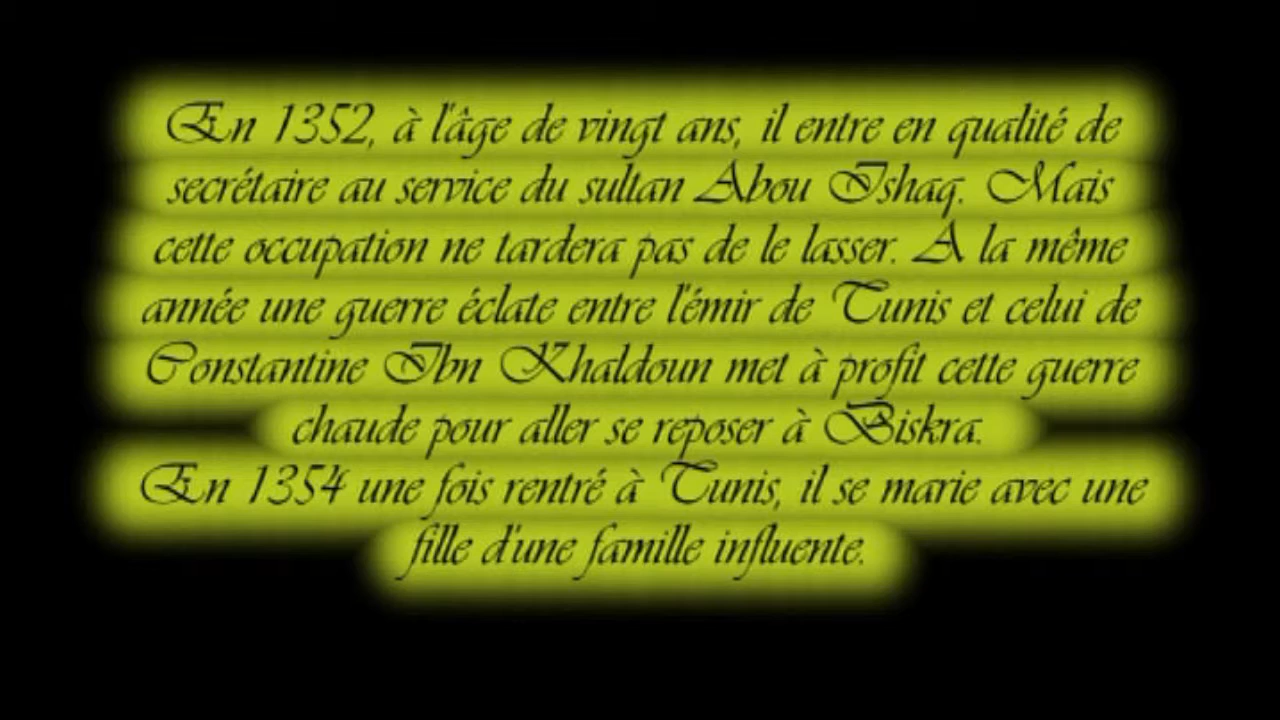 En 1352, à l'âge de vingt ans, il entre en qualité de
secrétaire au service du sultan Abou Ishaq. Mais
cette occupation ne tardera pas de le lasser. A la même
année une guerre éclate entre l'émir de Tunis et celui de
Constantine Ibn Khaldoun met à profit cette guerre
chaude pour aller se reposer à Biskra.
En 1354 une fois rentré à Tunis, il se marie avec une
fille d'une famille influente.